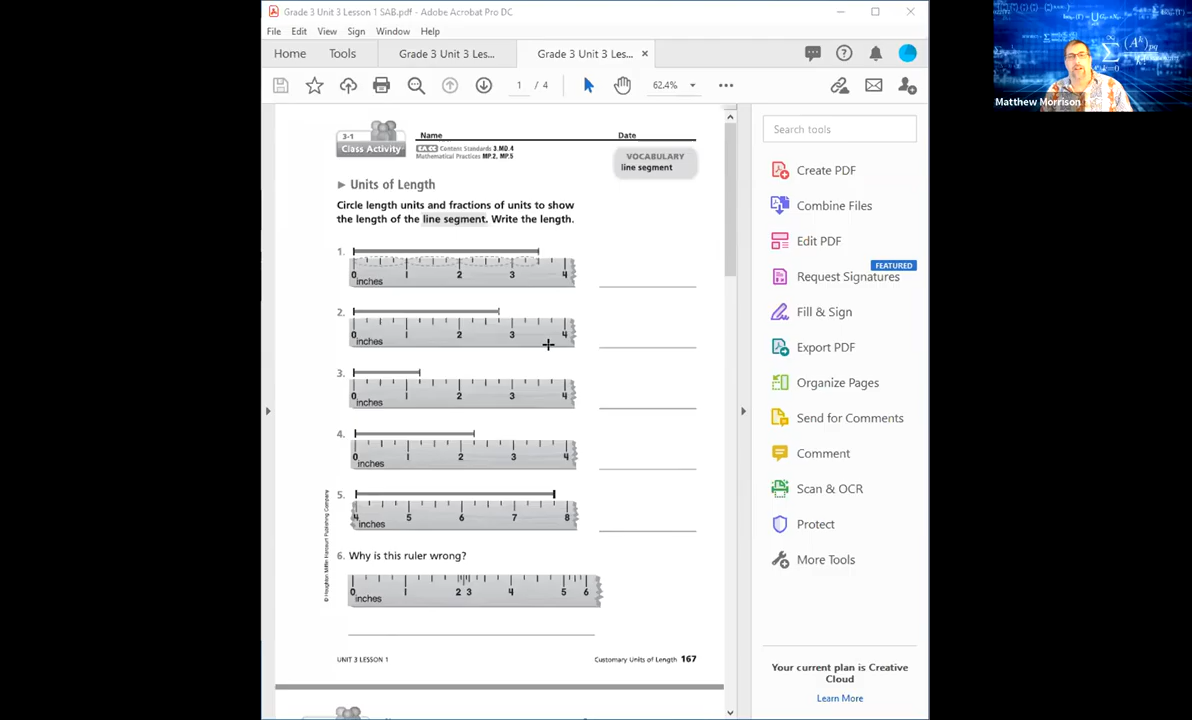 Grade 3 Unit 3 Lesson 1 SAB.pdf - Adobe Acrobat Pro DC
File Edit View Sign Window Help
Home Tools Grade 3 Unit 3 Les... Grade 3 Unit 3 Les... ×
1 / 4 62.4%
Matthew Morrison
Search tools
Create PDF
Combine Files
Edit PDF
FEATURED
Request Signatures
Fill & Sign
Export PDF
Organize Pages
Send for Comments
Comment
Scan & OCR
Protect
More Tools
Your current plan is Creative
Cloud
Learn More
3-1
Class Activity
Name Date
CA CC Content Standards 3.MD.4
Mathematical Practices MP.2, MP.5
VOCABULARY
line segment
► Units of Length
Circle length units and fractions of units to show
the length of the line segment. Write the length.
1.
0 1 2 3 4
inches
2.
0 1 2 3 4
inches
3.
0 1 2 3 4
inches
4.
0 1 2 3 4
inches
5.
4 5 6 7 8
inches
6. Why is this ruler wrong?
0 1 2 3 4 5 6
inches
© Houghton Mifflin Harcourt Publishing Company
UNIT 3 LESSON 1 Customary Units of Length 167